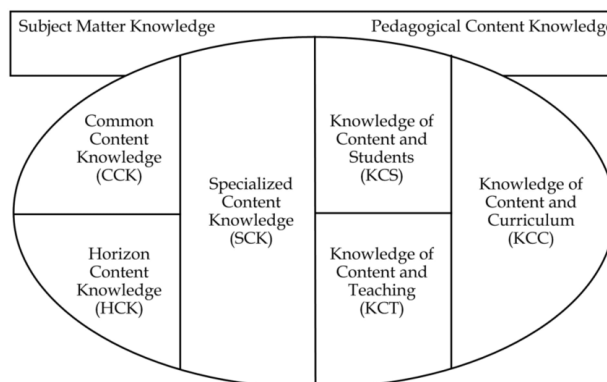 Subject Matter Knowledge
Pedagogical Content Knowledge
Common
Content
Knowledge
(CCK)
Horizon
Content
Knowledge
(HCK)
Specialized
Content
Knowledge
(SCK)
Knowledge of
Content and
Students
(KCS)
Knowledge of
Content and
Teaching
(KCT)
Knowledge of
Content and
Curriculum
(KCC)